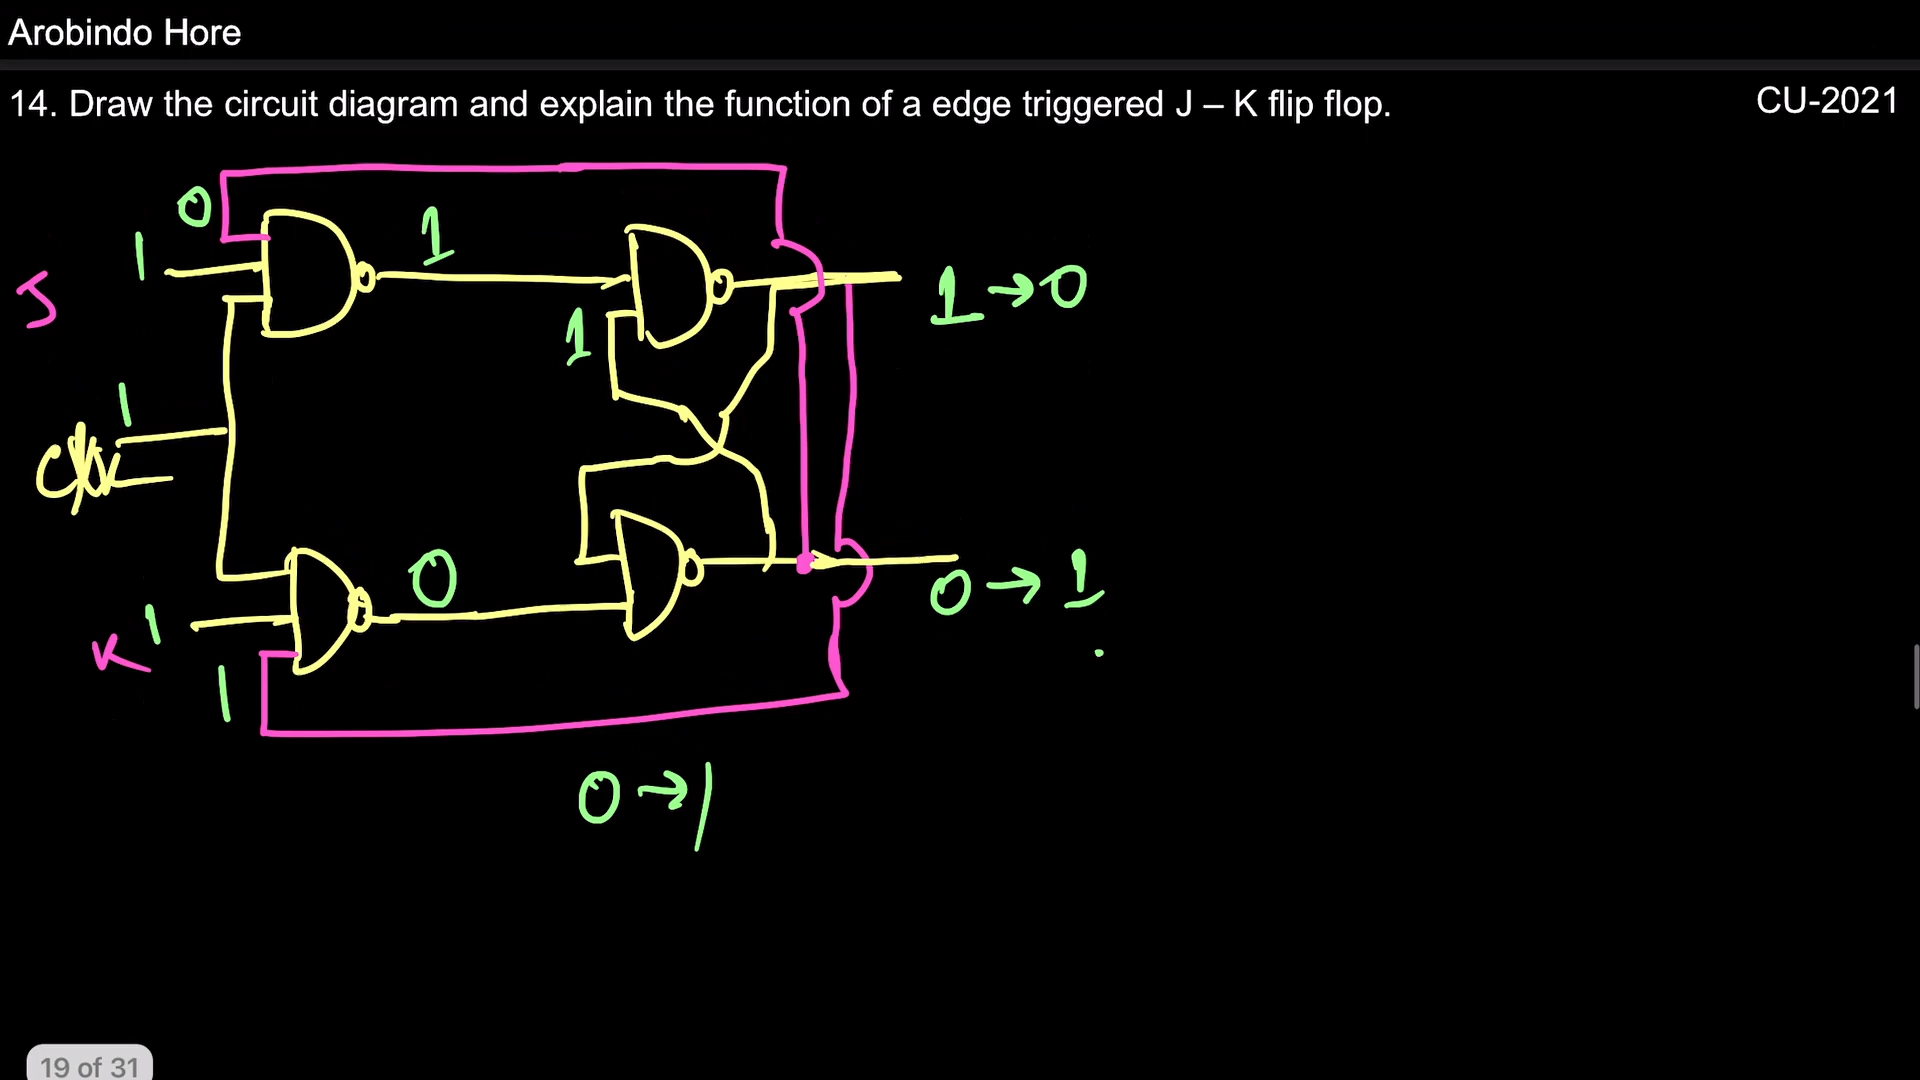 Arobindo Hore
14. Draw the circuit diagram and explain the function of a edge triggered J – K flip flop. CU-2021
0
1
1
J
1
1 → 0
1
clk
0
0 → 1
K 1
1
0 → 1
19 of 31